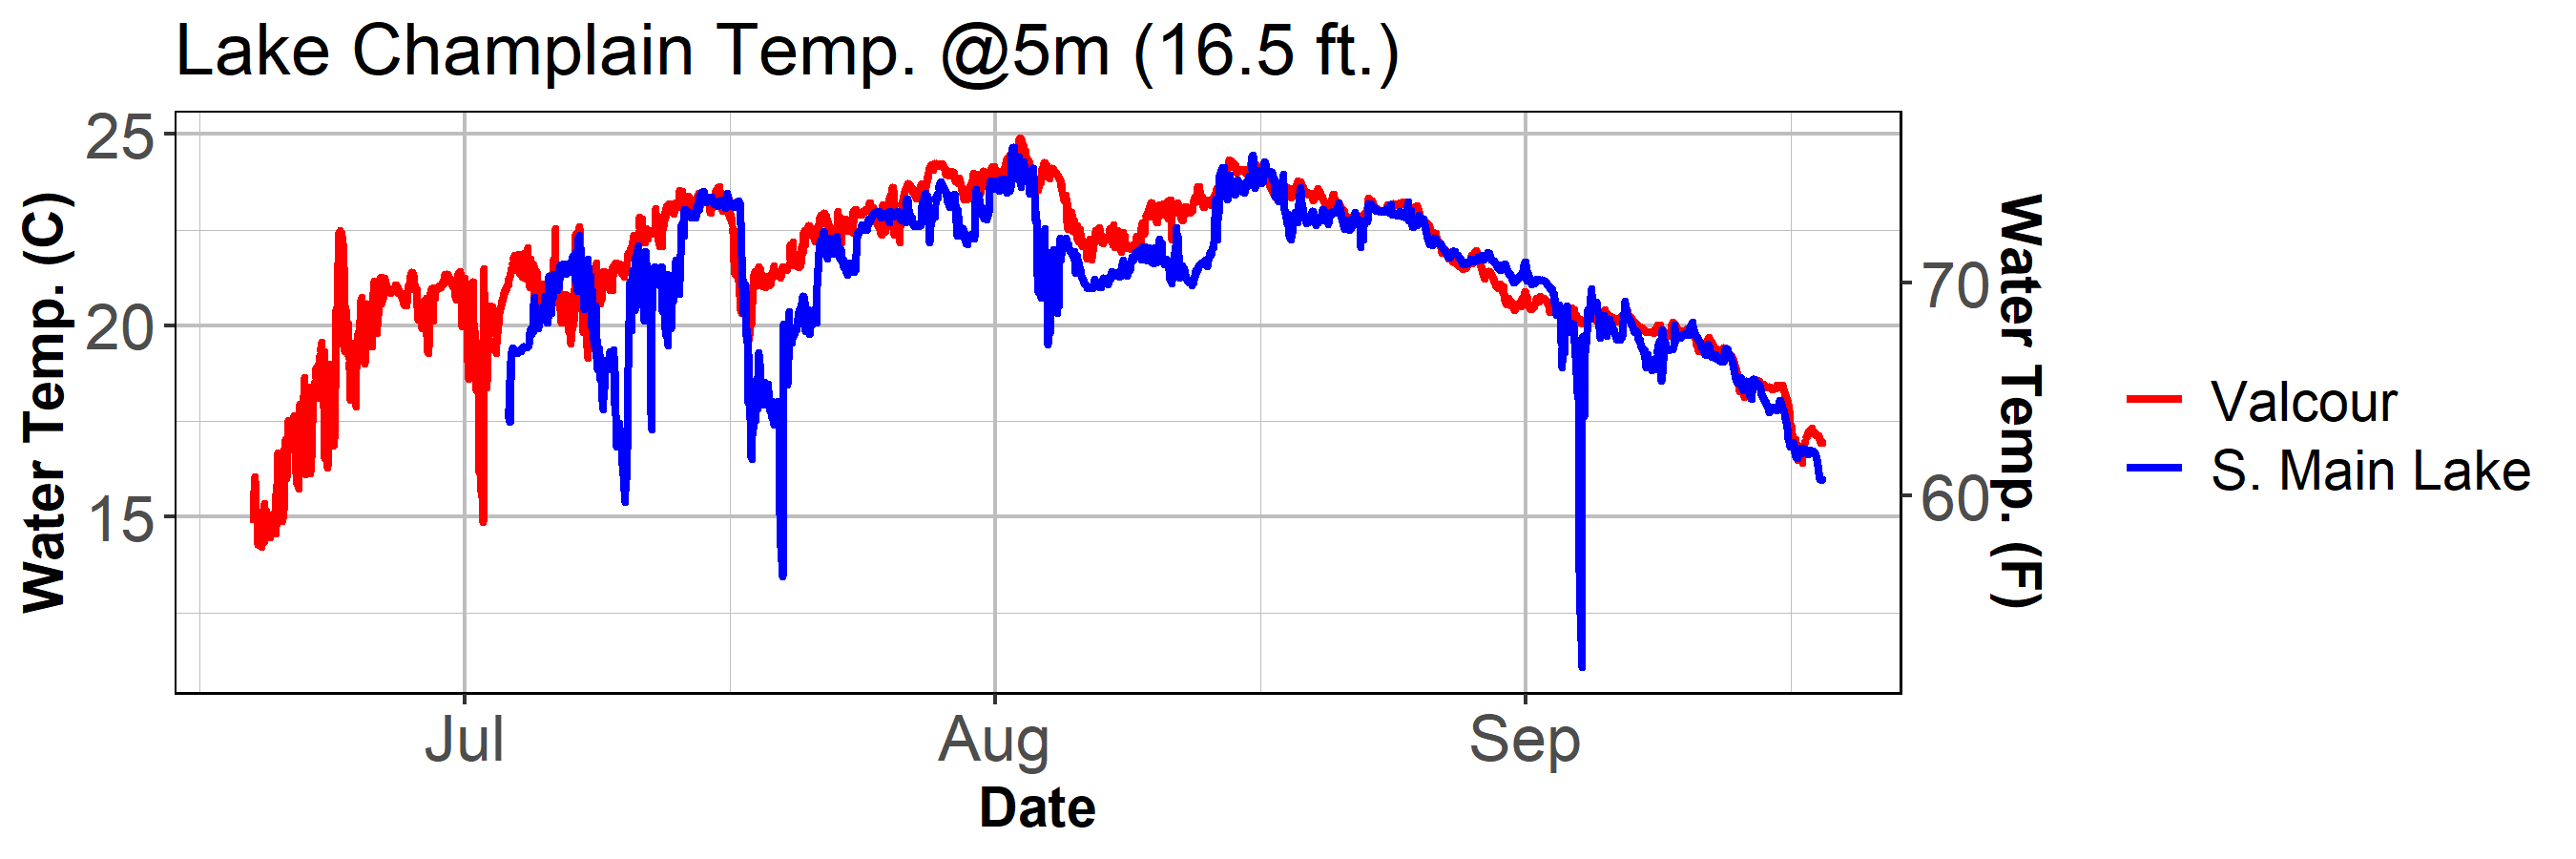 Lake Champlain Temp. @5m (16.5 ft.)
Water Temp. (C)
25
20
15
Jul
Aug
Sep
Date
70
60
Water Temp. (F)
Valcour
S. Main Lake